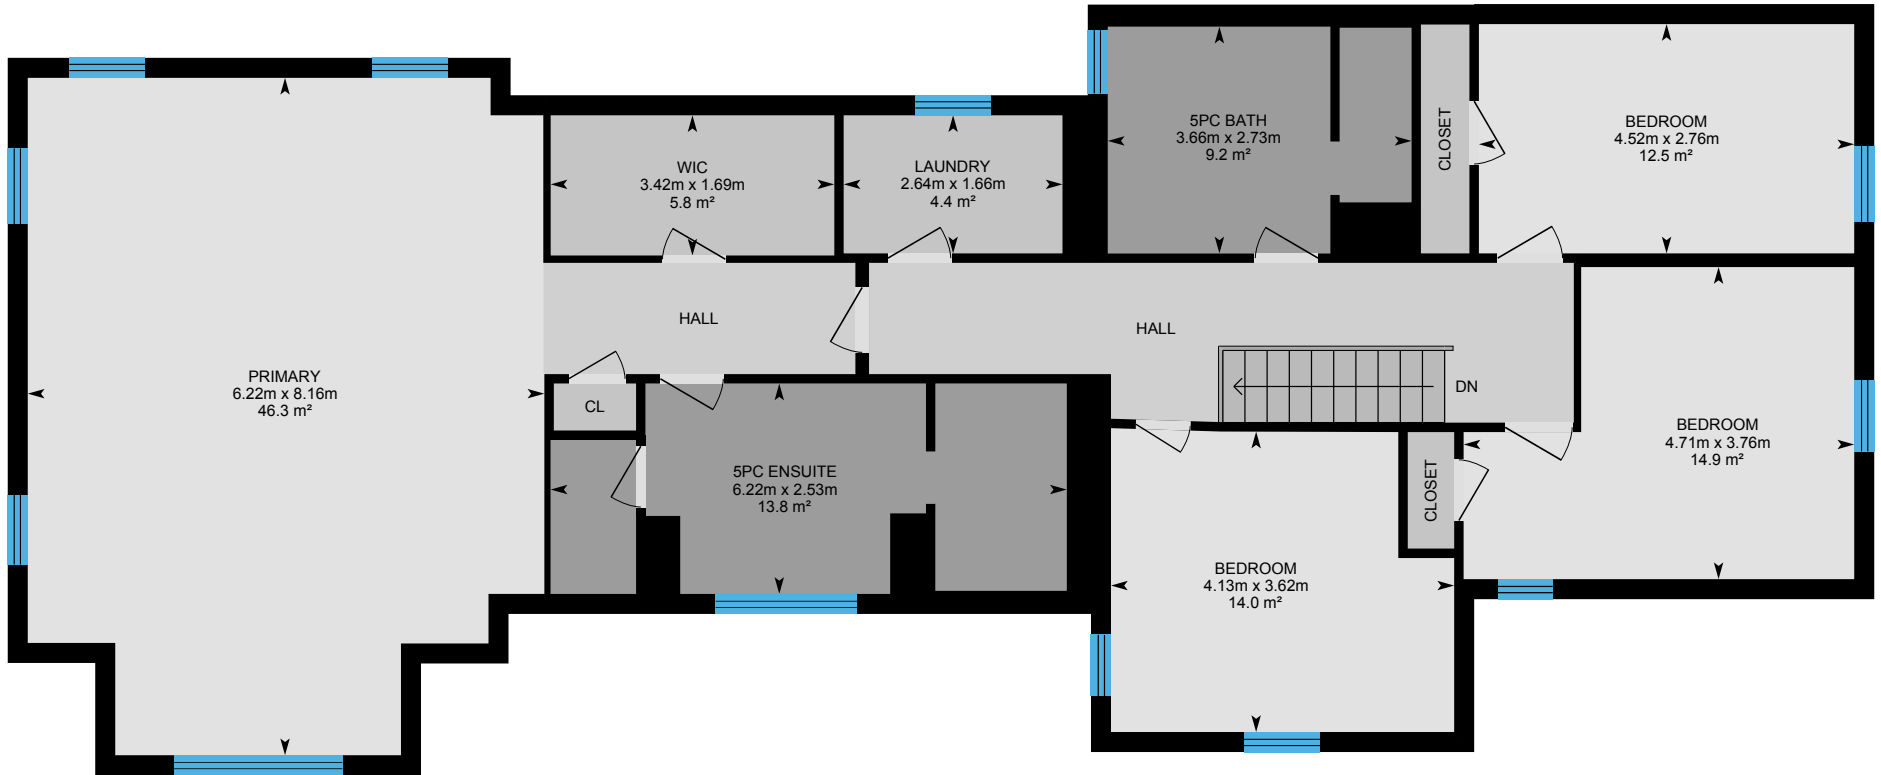 PRIMARY
6.22m x 8.16m
46.3 m²
WIC
3.42m x 1.69m
5.8 m²
LAUNDRY
2.64m x 1.66m
4.4 m²
5PC BATH
3.66m x 2.73m
9.2 m²
CLOSET
BEDROOM
4.52m x 2.76m
12.5 m²
HALL
HALL
DN
CL
5PC ENSUITE
6.22m x 2.53m
13.8 m²
BEDROOM
4.13m x 3.62m
14.0 m²
CLOSET
BEDROOM
4.71m x 3.76m
14.9 m²